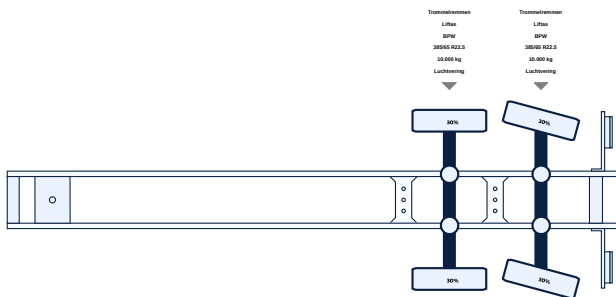 Trommelremmen
Liftas
BPW
385/65 R22.5
10.000 kg
Luchtvering
Trommelremmen
Liftas
BPW
385/65 R22.5
10.000 kg
Luchtvering
30%
30%
30%
30%